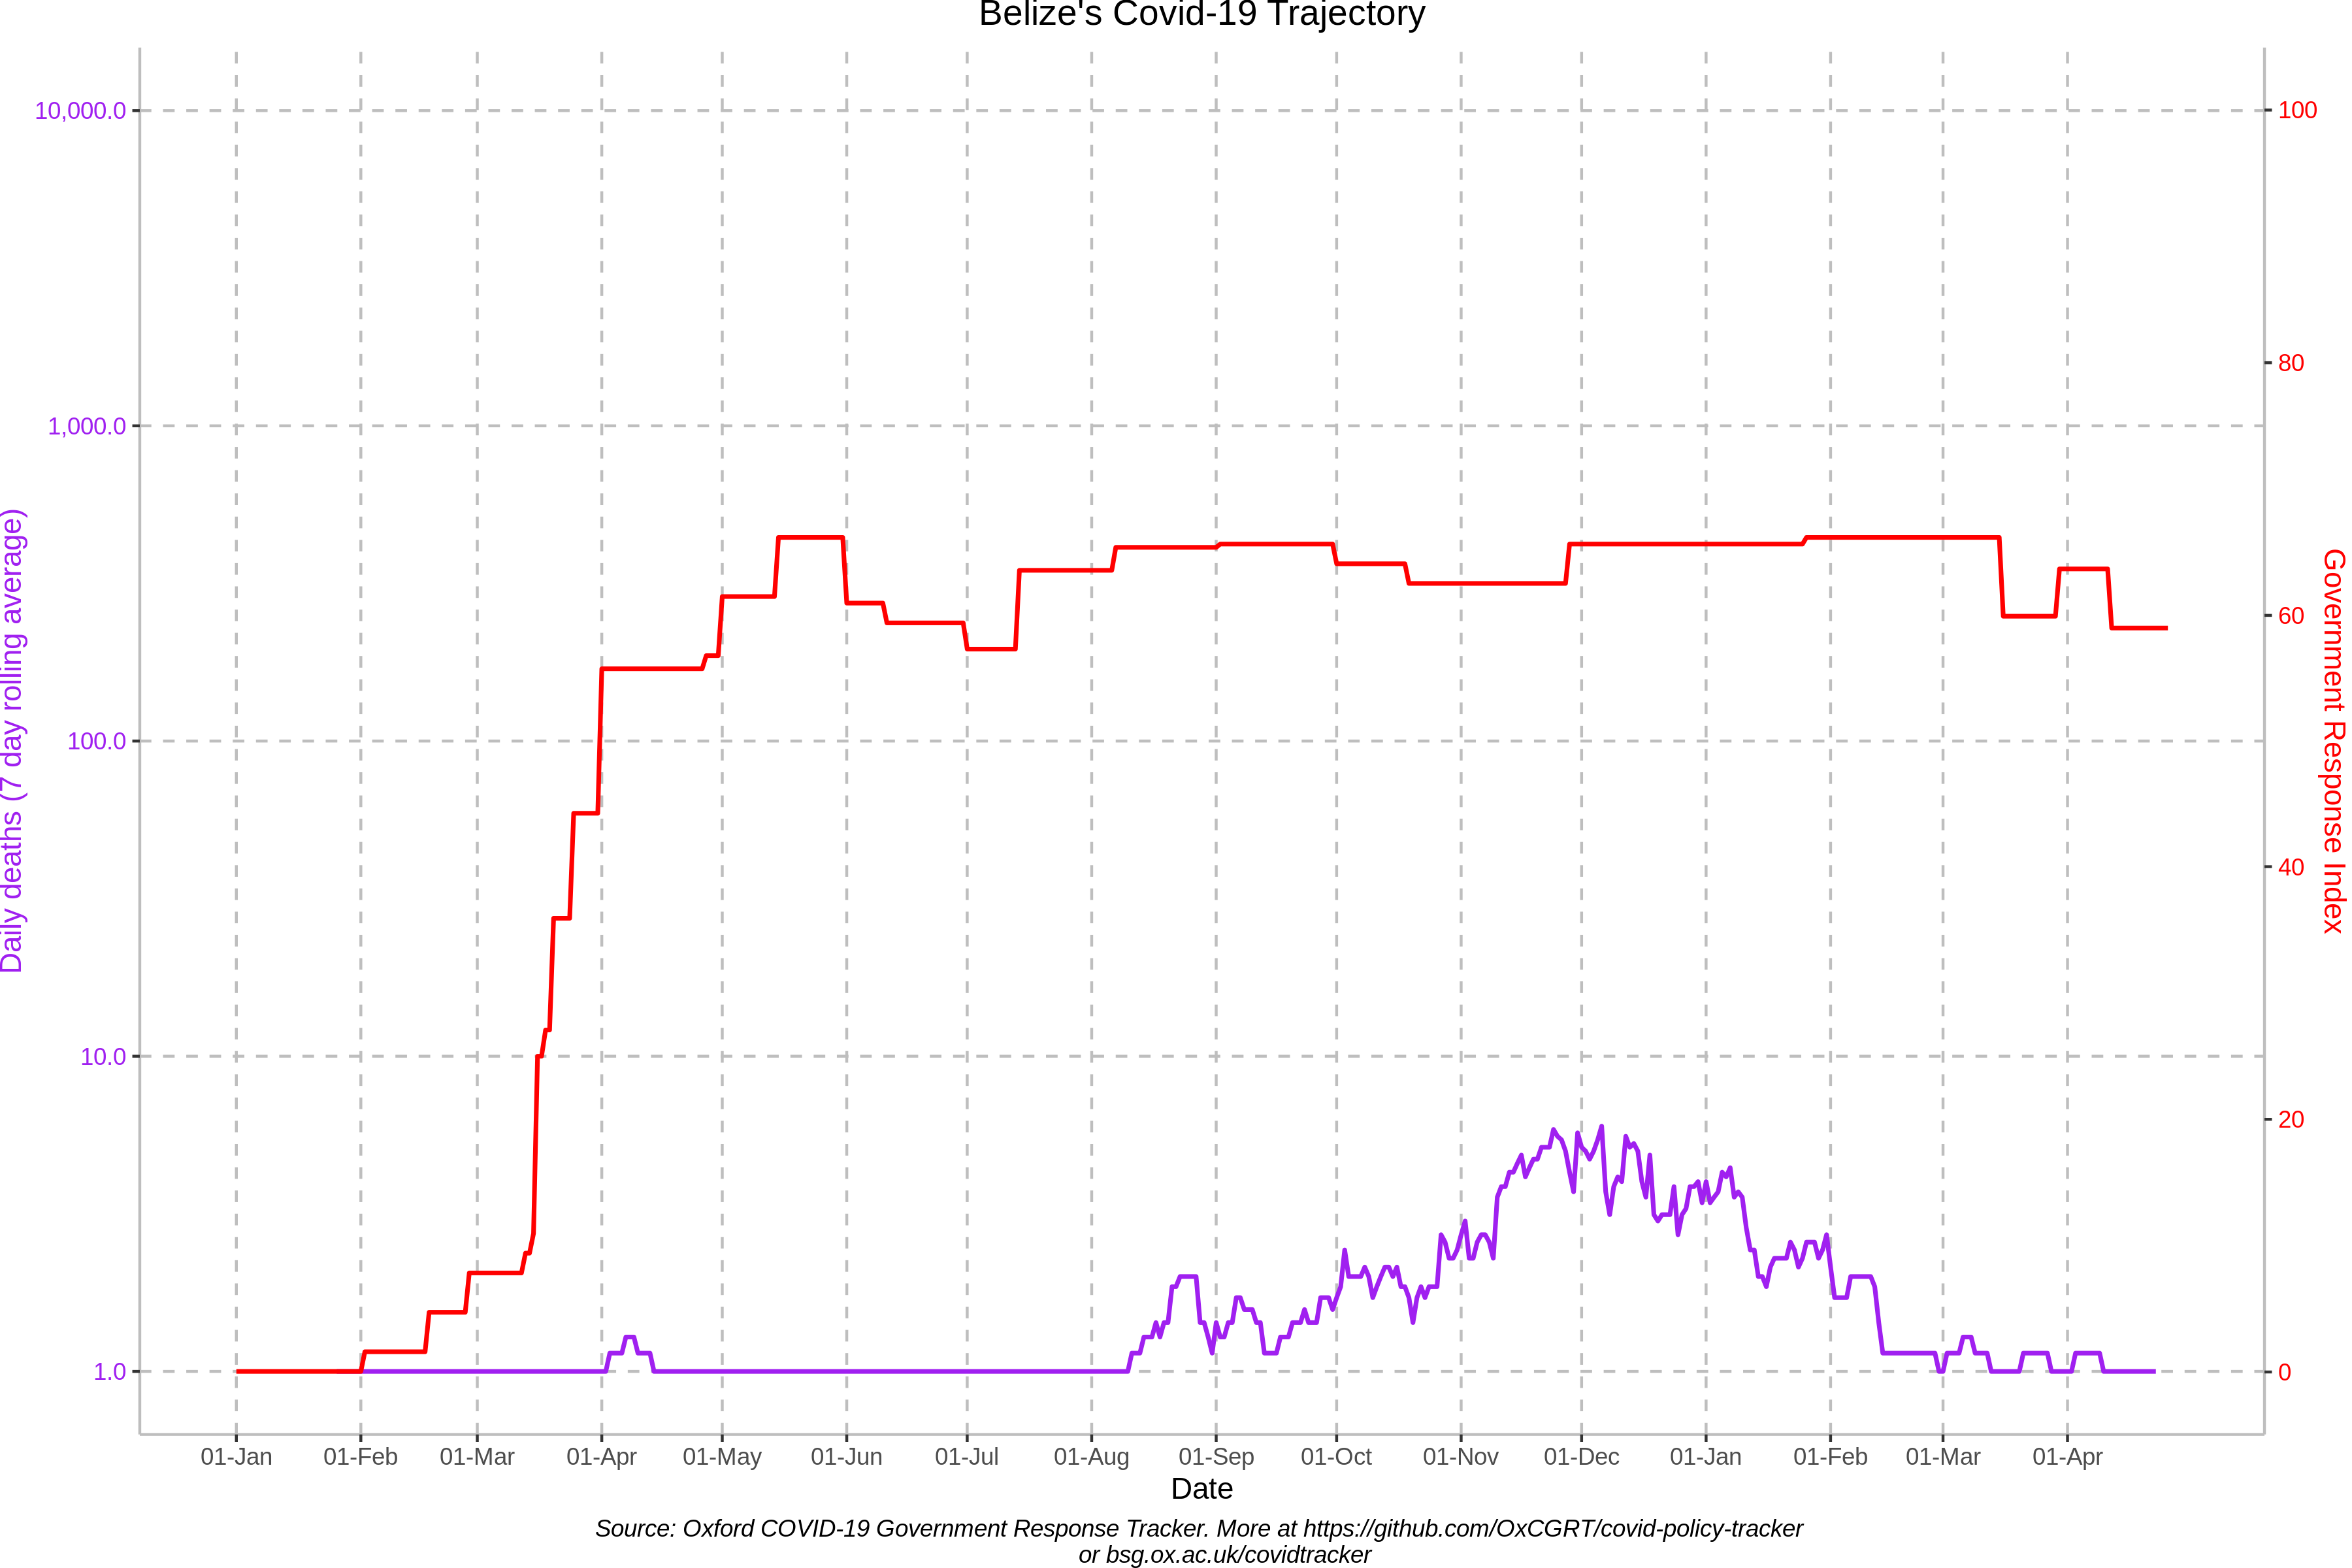 Belize's Covid-19 Trajectory
10,000.0
1,000.0
100.0
10.0
1.0
Daily deaths (7 day rolling average)
100
80
60
40
20
0
Government Response Index
01-Jan 01-Feb 01-Mar 01-Apr 01-May 01-Jun 01-Jul 01-Aug 01-Sep 01-Oct 01-Nov 01-Dec 01-Jan 01-Feb 01-Mar 01-Apr
Date
Source: Oxford COVID-19 Government Response Tracker. More at https://github.com/OxCGRT/covid-policy-tracker
or bsg.ox.ac.uk/covidtracker